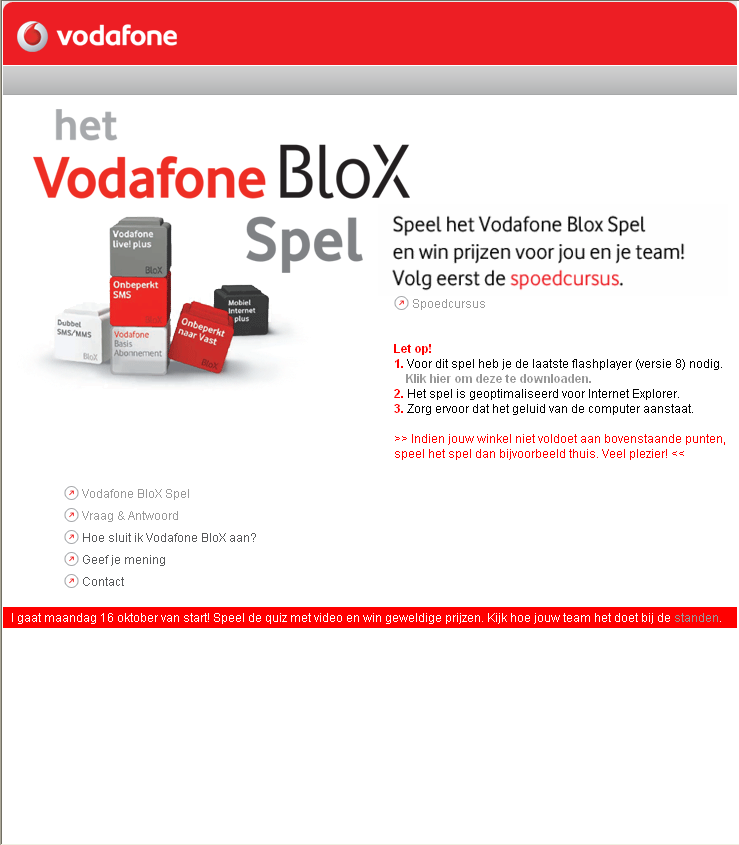 vodafone
het
Vodafone BloX
Spel
Vodafone
live! plus
BloX
Onbeperkt
SMS
Mobiel
Internet
plus
Dubbel
SMS/MMS
BloX
Vodafone
Basis
Abonnement
Onbeperkt
naar Vast
BloX
Speel het Vodafone Blox Spel
en win prijzen voor jou en je team!
Volg eerst de spoedcursus.
Spoedcursus
Let op!
1. Voor dit spel heb je de laatste flashplayer (versie 8) nodig.
Klik hier om deze te downloaden.
2. Het spel is geoptimaliseerd voor Internet Explorer.
3. Zorg ervoor dat het geluid van de computer aanstaat.
>> Indien jouw winkel niet voldoet aan bovenstaande punten,
speel het spel dan bijvoorbeeld thuis. Veel plezier! <<
Vodafone BloX Spel
Vraag & Antwoord
Hoe sluit ik Vodafone BloX aan?
Geef je mening
Contact
l gaat maandag 16 oktober van start! Speel de quiz met video en win geweldige prijzen. Kijk hoe jouw team het doet bij de standen.